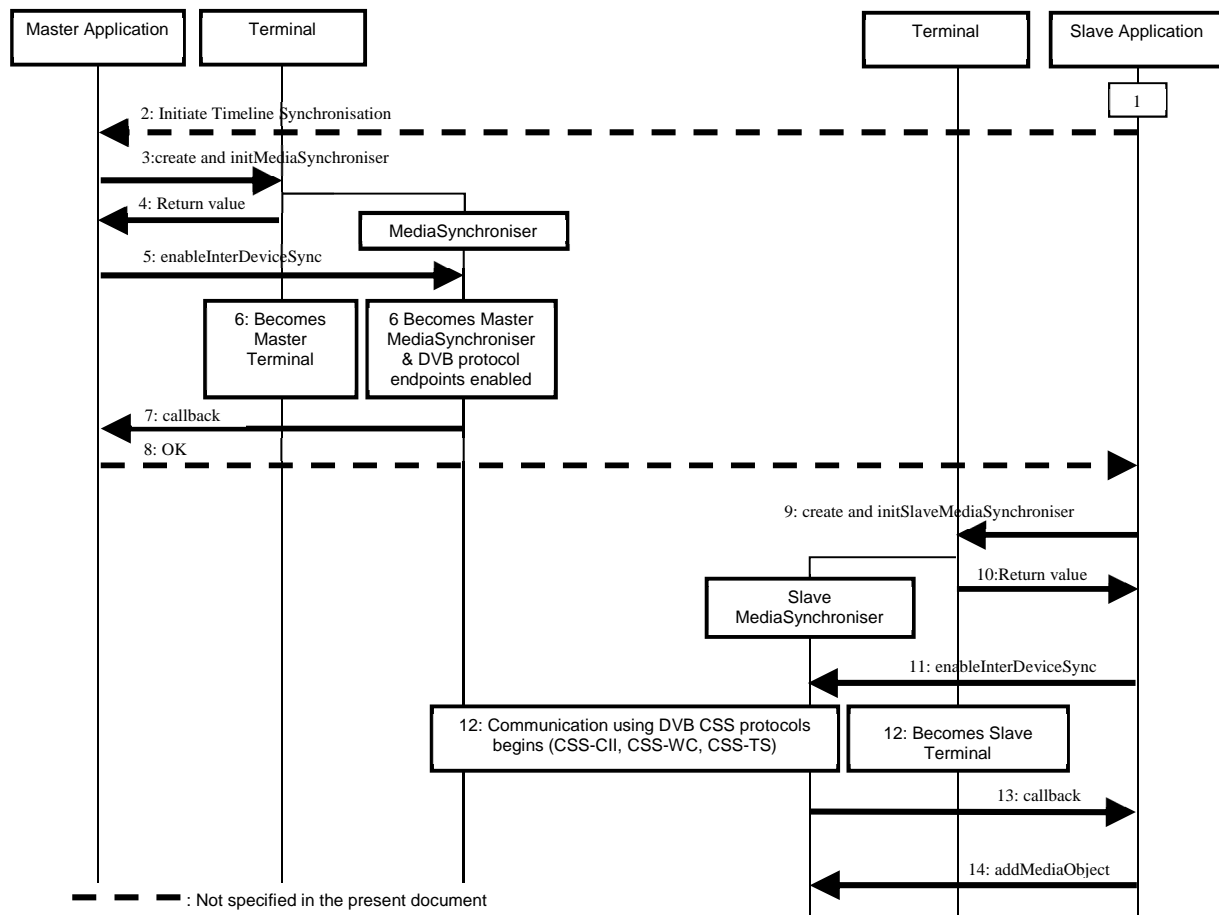 Master Application
Terminal
Terminal
Slave Application
1
2: Initiate Timeline Synchronisation
3:create and initMediaSynchroniser
4: Return value
MediaSynchroniser
5: enableInterDeviceSync
6: Becomes
Master
Terminal
6 Becomes Master
MediaSynchroniser
& DVB protocol
endpoints enabled
7: callback
8: OK
9: create and initSlaveMediaSynchroniser
10:Return value
Slave
MediaSynchroniser
11: enableInterDeviceSync
12: Communication using DVB CSS protocols
begins (CSS-CII, CSS-WC, CSS-TS)
12: Becomes Slave
Terminal
13: callback
14: addMediaObject
: Not specified in the present document